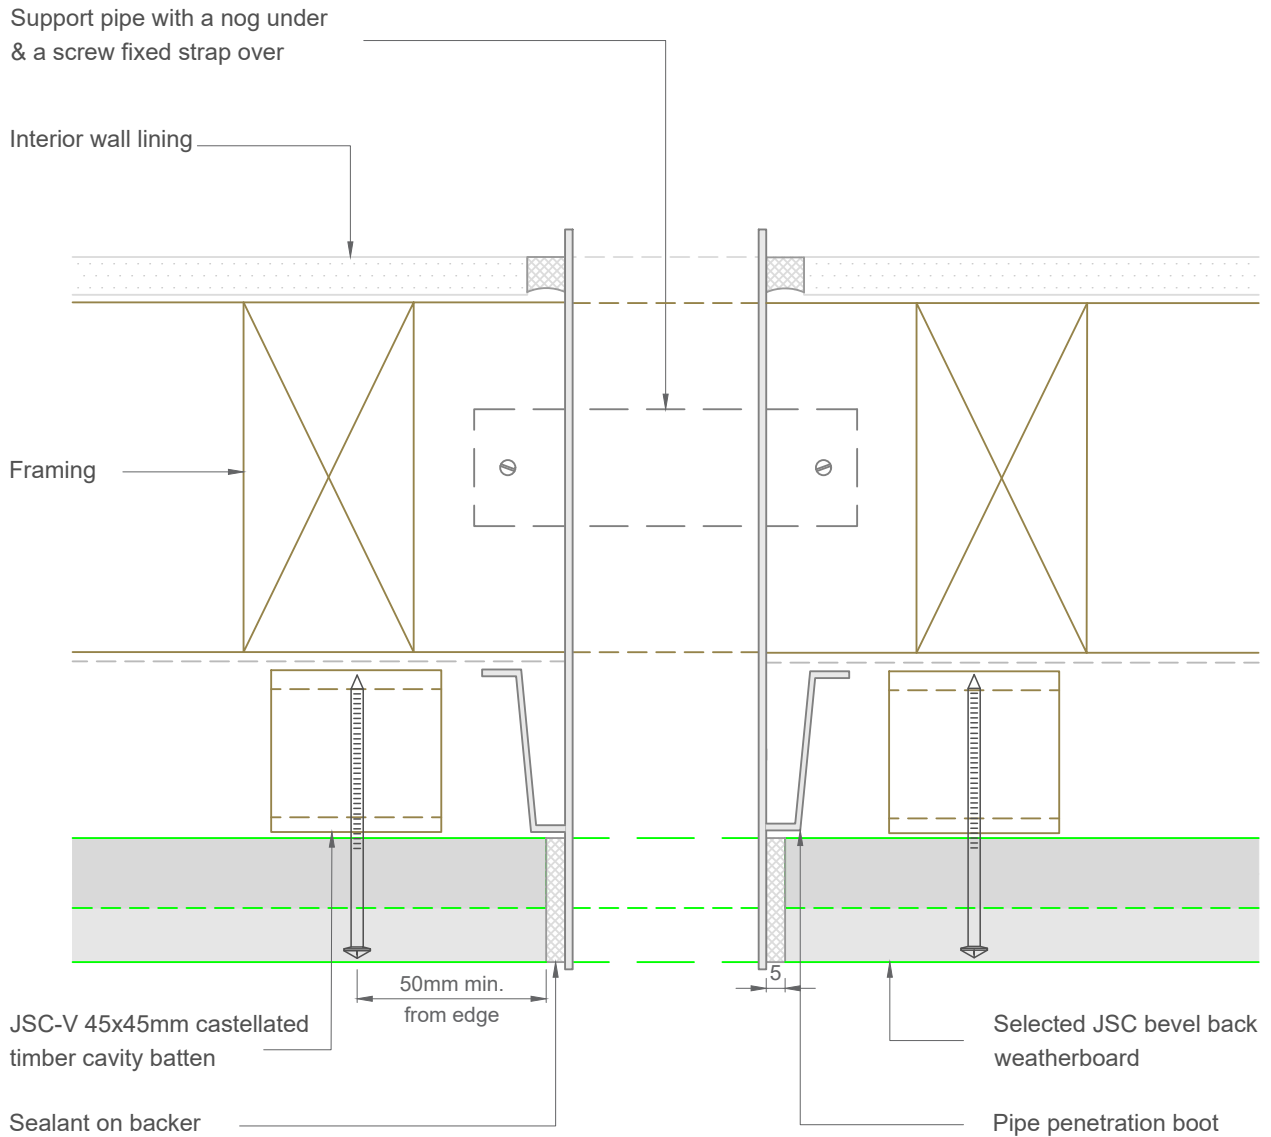 Support pipe with a nog under
& a screw fixed strap over
Interior wall lining
Framing
50mm min.
from edge
5
JSC-V 45x45mm castellated
timber cavity batten
Selected JSC bevel back
weatherboard
Sealant on backer
Pipe penetration boot